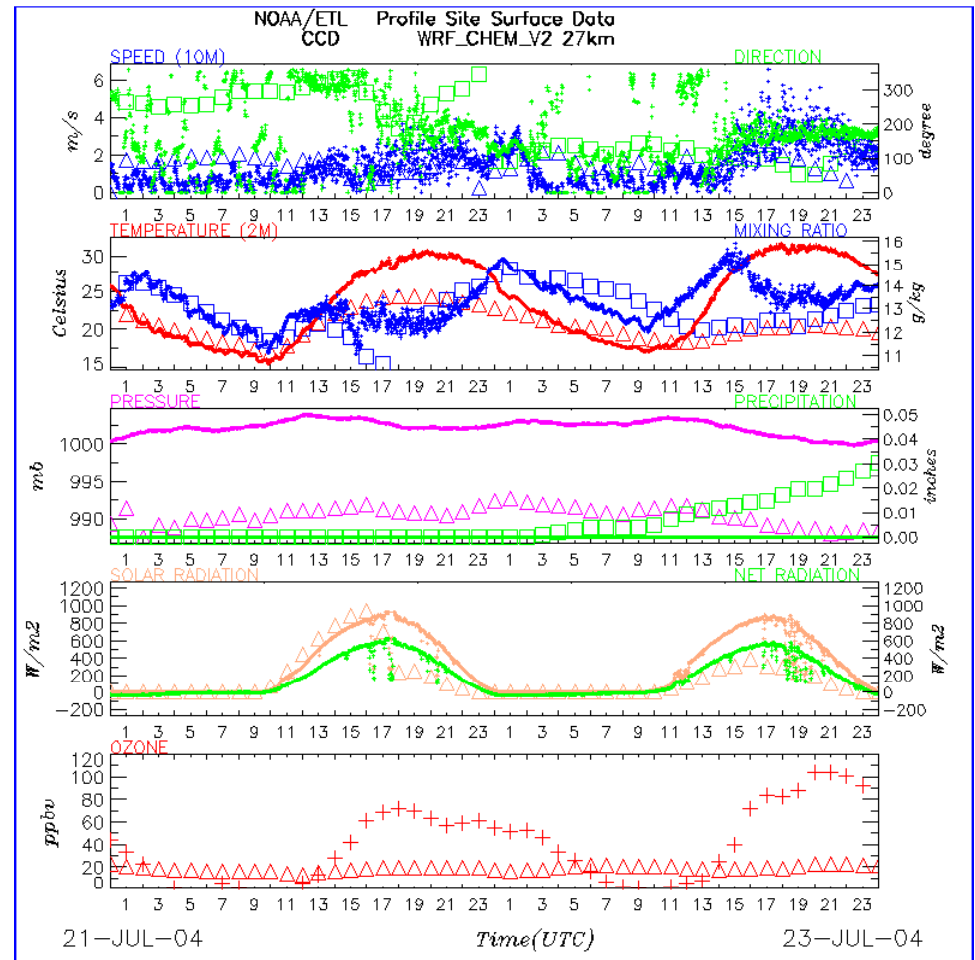 NOAA/ETL Profile Site Surface Data
CCD WRF_CHEM_V2 27km
SPEED (10M) DIRECTION
6
4
2
0
m/s
300
200
100
0
degree
1 3 5 7 9 11 13 15 17 19 21 23 1 3 5 7 9 11 13 15 17 19 21 23
TEMPERATURE (2M) MIXING RATIO
30
25
20
15
Celsius
16
15
14
13
12
11
g/kg
1 3 5 7 9 11 13 15 17 19 21 23 1 3 5 7 9 11 13 15 17 19 21 23
PRESSURE PRECIPITATION
1000
995
990
mb
0.05
0.04
0.03
0.02
0.01
0.00
inches
1 3 5 7 9 11 13 15 17 19 21 23 1 3 5 7 9 11 13 15 17 19 21 23
SOLAR RADIATION NET RADIATION
1200
1000
800
600
400
200
0
-200
W/m2
1200
1000
800
600
400
200
0
-200
W/m2
1 3 5 7 9 11 13 15 17 19 21 23 1 3 5 7 9 11 13 15 17 19 21 23
OZONE
120
100
80
60
40
20
0
ppbv
1 3 5 7 9 11 13 15 17 19 21 23 1 3 5 7 9 11 13 15 17 19 21 23
21-JUL-04 Time(UTC) 23-JUL-04